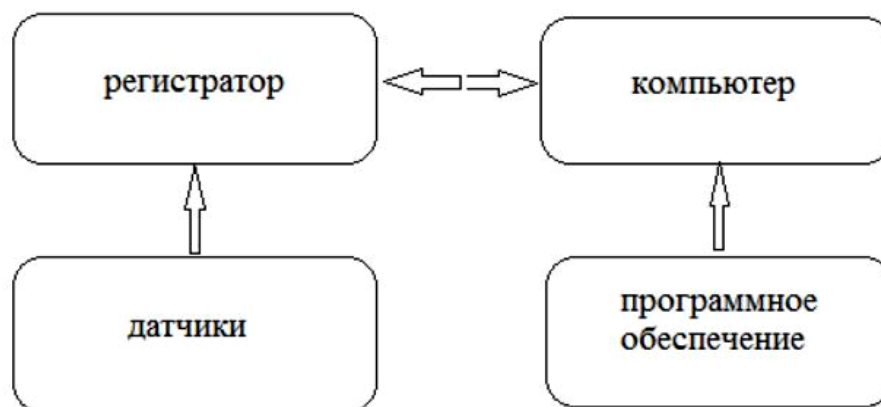 регистратор
компьютер
датчики
программное
обеспечение